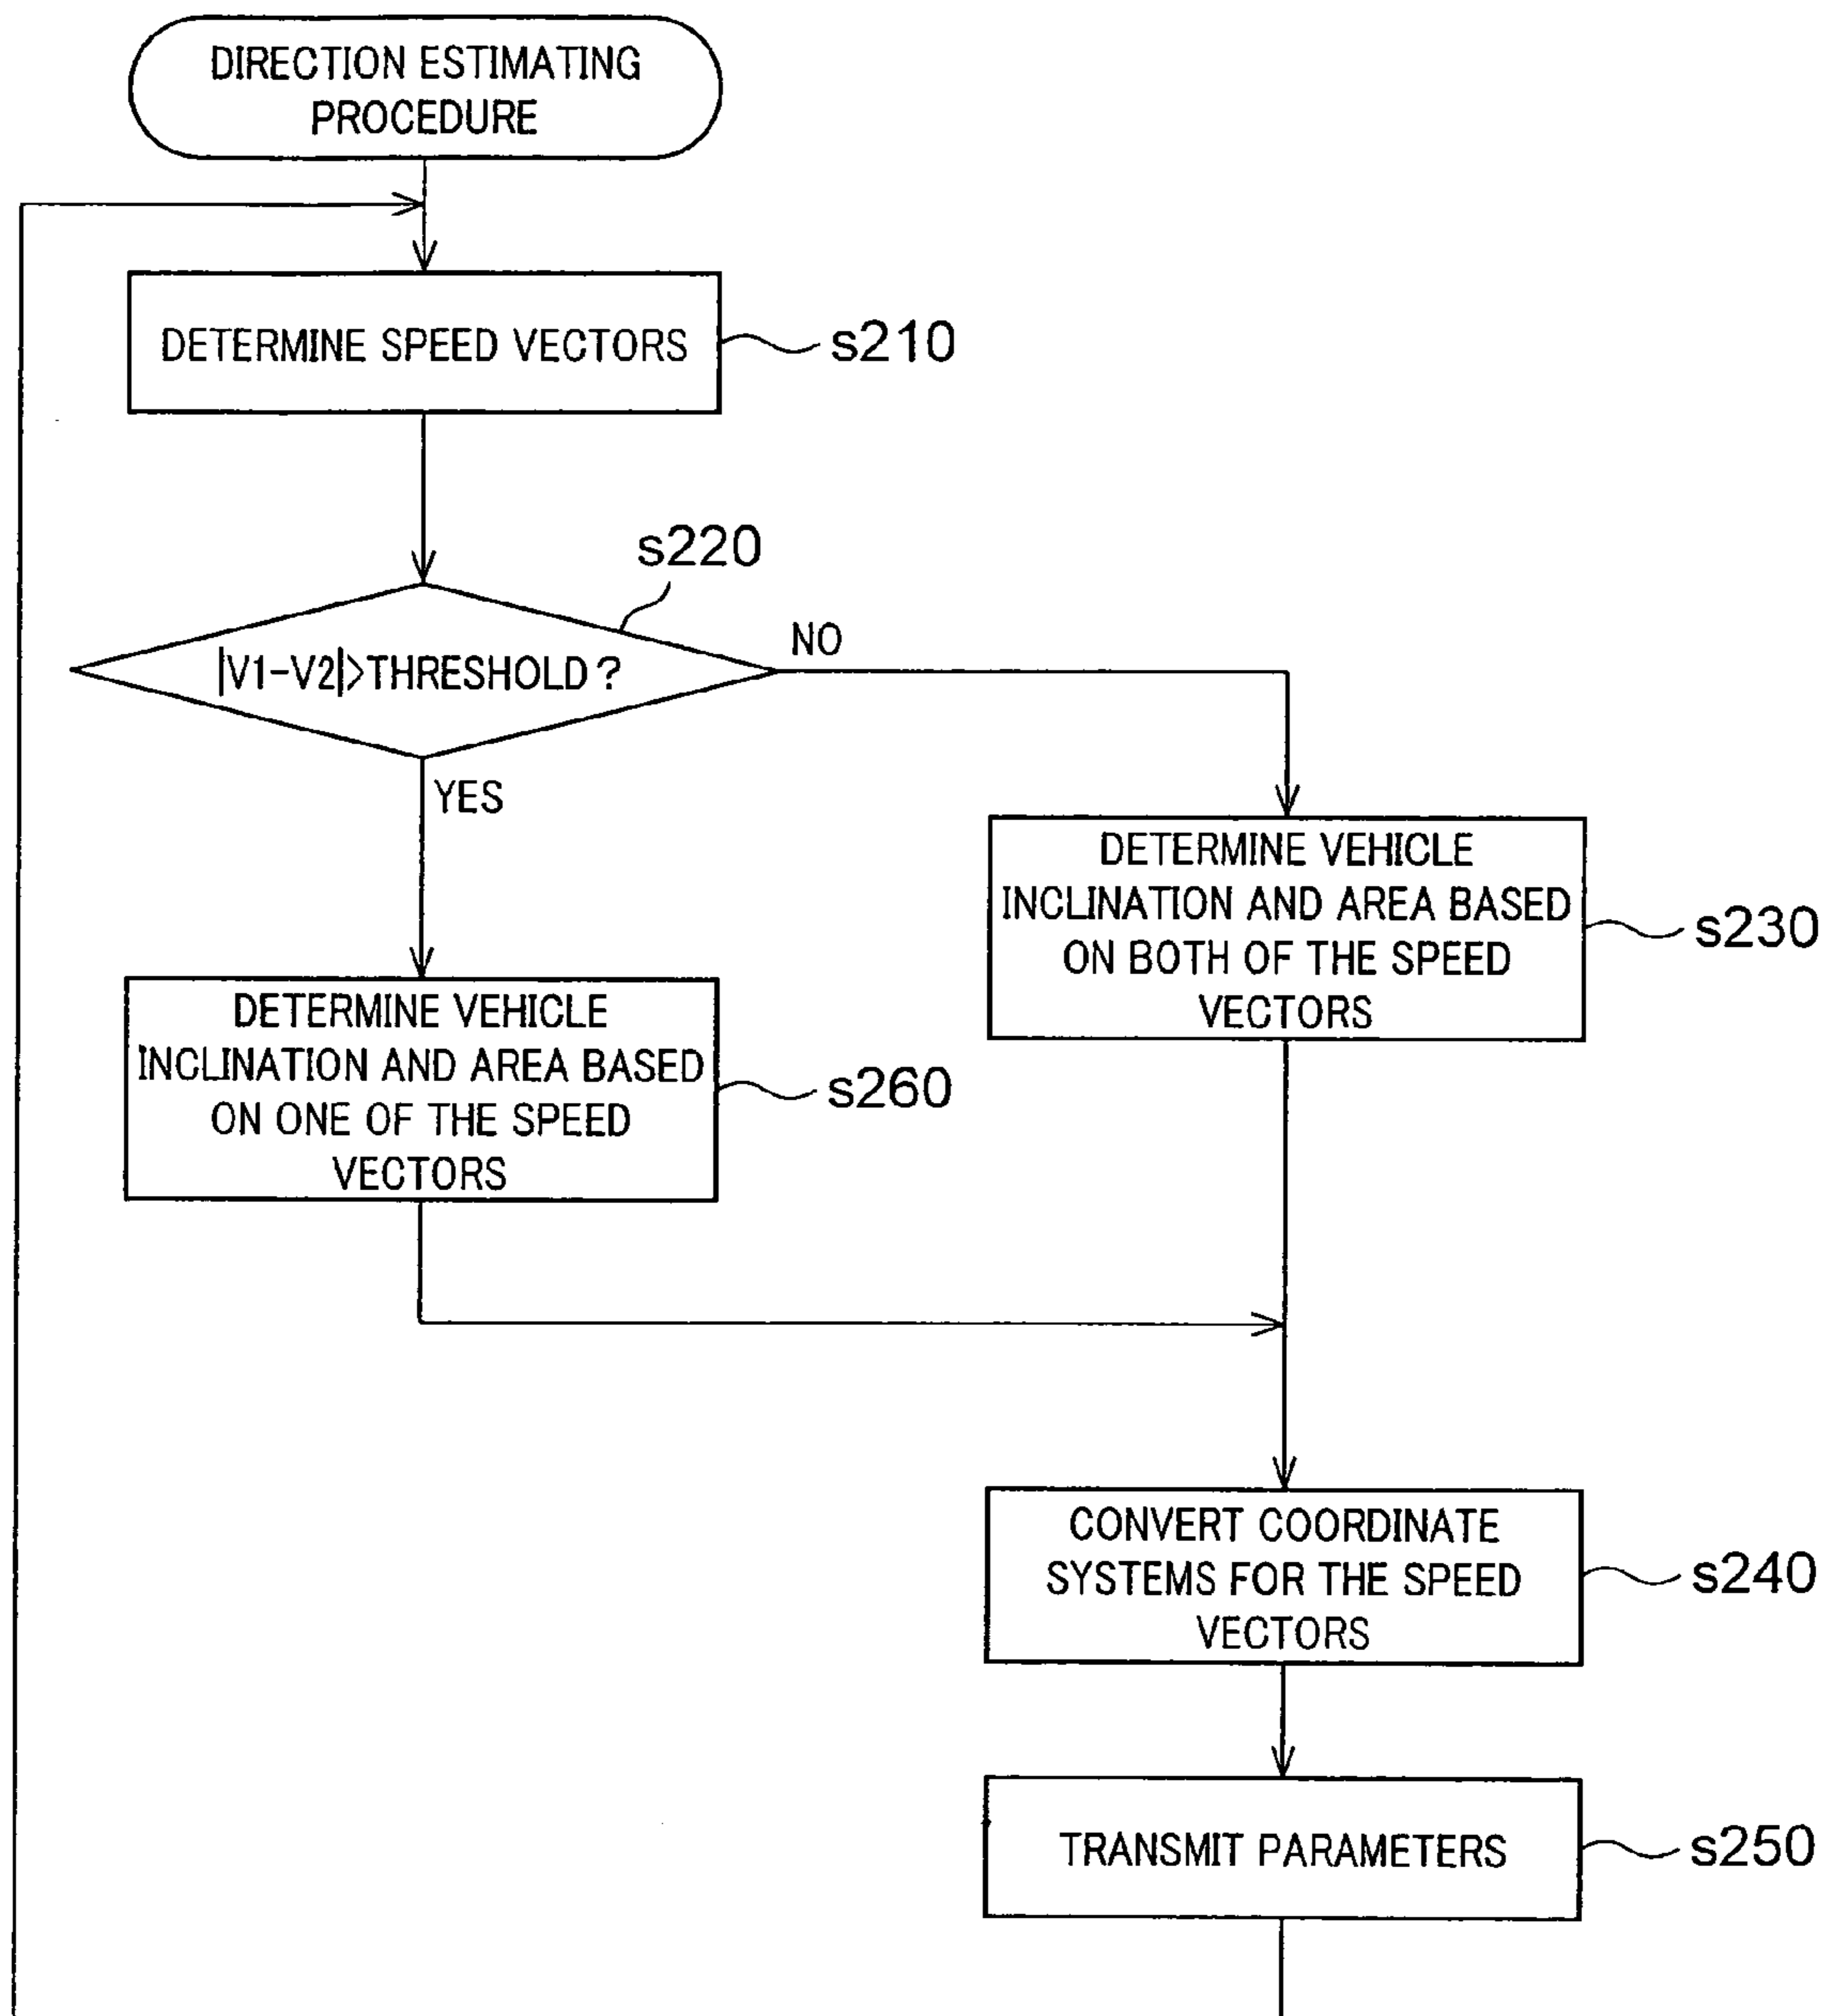 DIRECTION ESTIMATING
PROCEDURE
DETERMINE SPEED VECTORS
s210
s220
|V1-V2|>THRESHOLD?
NO
YES
DETERMINE VEHICLE
INCLINATION AND AREA BASED
ON BOTH OF THE SPEED
VECTORS
s230
DETERMINE VEHICLE
INCLINATION AND AREA BASED
ON ONE OF THE SPEED
VECTORS
s260
CONVERT COORDINATE
SYSTEMS FOR THE SPEED
VECTORS
s240
TRANSMIT PARAMETERS
s250